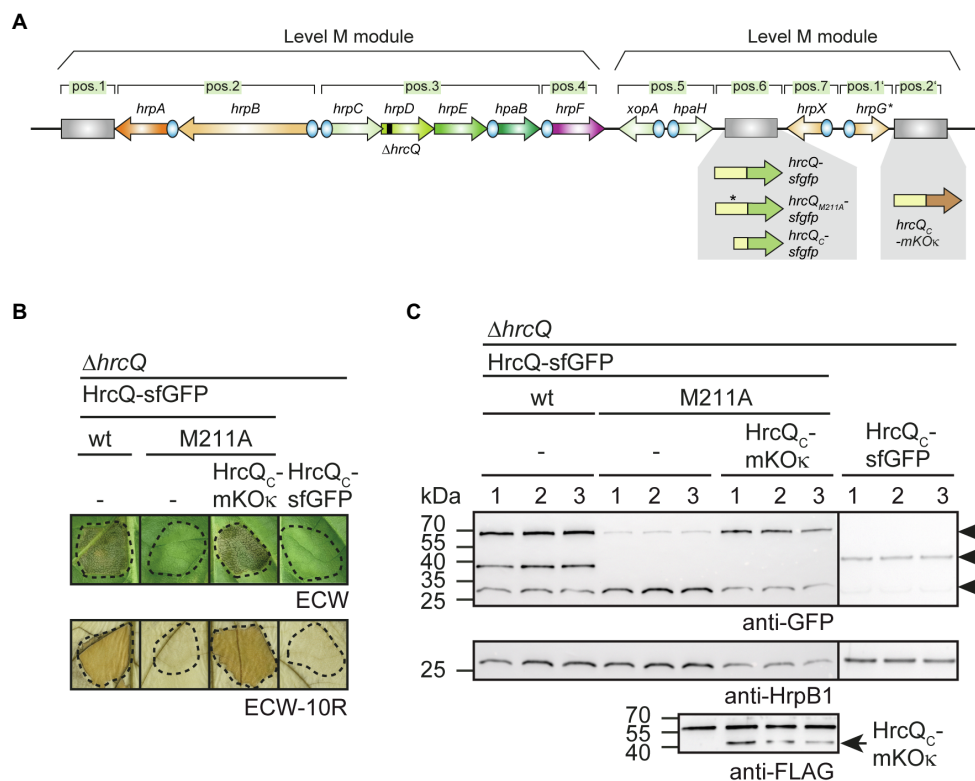 A
Level M module Level M module
pos.1 pos.2 pos.3 pos.4 pos.5 pos.6 pos.7 pos.1' pos.2'
hrpA hrpB hrpC hrpD hrpE hpaB hrpF xopA hpaH hrpX hrpG*
ΔhrcQ
hrcQ-
sfgfp
*
hrcQM211A-
sfgfp
hrcQC-
sfgfp
hrcQC
-mKOκ
B
ΔhrcQ
HrcQ-sfGFP
wt M211A
- - HrcQC-mKOκ HrcQC-sfGFP
ECW
ECW-10R
C
ΔhrcQ
HrcQ-sfGFP
wt M211A
- - HrcQC-mKOκ HrcQC-sfGFP
kDa 1 2 3 1 2 3 1 2 3 1 2 3
70
55
40
35
25
anti-GFP
25
anti-HrpB1
70
55
40
HrcQC-
mKOκ
anti-FLAG